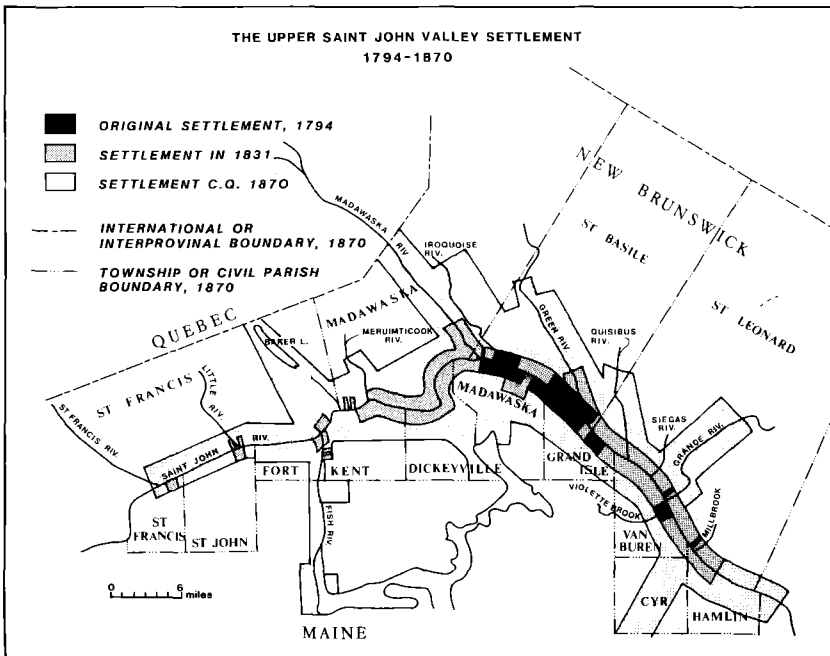 THE UPPER SAINT JOHN VALLEY SETTLEMENT
1794-1870
ORIGINAL SETTLEMENT, 1794
SETTLEMENT IN 1831
SETTLEMENT C.Q. 1870
INTERNATIONAL OR
INTERPROVINAL BOUNDARY, 1870
TOWNSHIP OR CIVIL PARISH
BOUNDARY, 1870
MADAWASKA RIV
IROQUOISE
RIV.
NEW BRUNSWICK
ST BASILE
ST LEONARD
QUEBEC
MADAWASKA
BAKER L.
MERUIMTICOOK
RIV.
GREEN RIV.
QUISIBUS
RIV.
ST FRANCIS
LITTLE
RIV
ST FRANCIS RIV.
SAINT JOHN RIV.
MADAWASKA
SIEGAS
RIV.
GRANDE RIV.
FORT KENT
DICKEYVILLE
GRAND
ISLE
VIOLETTE BROOK
MILLBROOK
ST
FRANCIS
ST JOHN
FISH RIV.
VAN
BUREN
CYR
HAMLIN
0 6
miles
MAINE